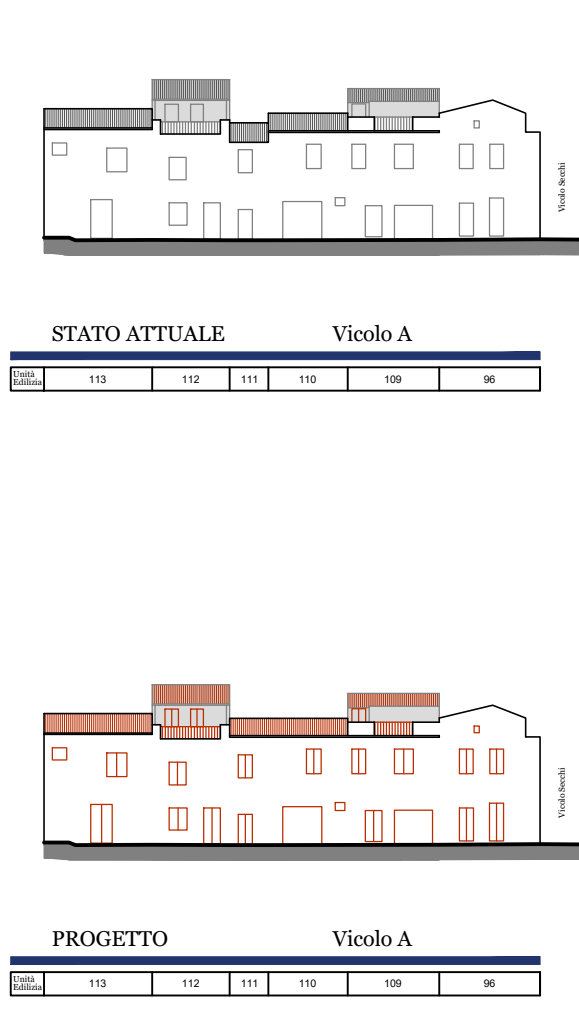 Vicolo Secchi
STATO ATTUALE Vicolo A
Unità
Edilizia 113 112 111 110 109 96
Vicolo Secchi
PROGETTO Vicolo A
Unità
Edilizia 113 112 111 110 109 96